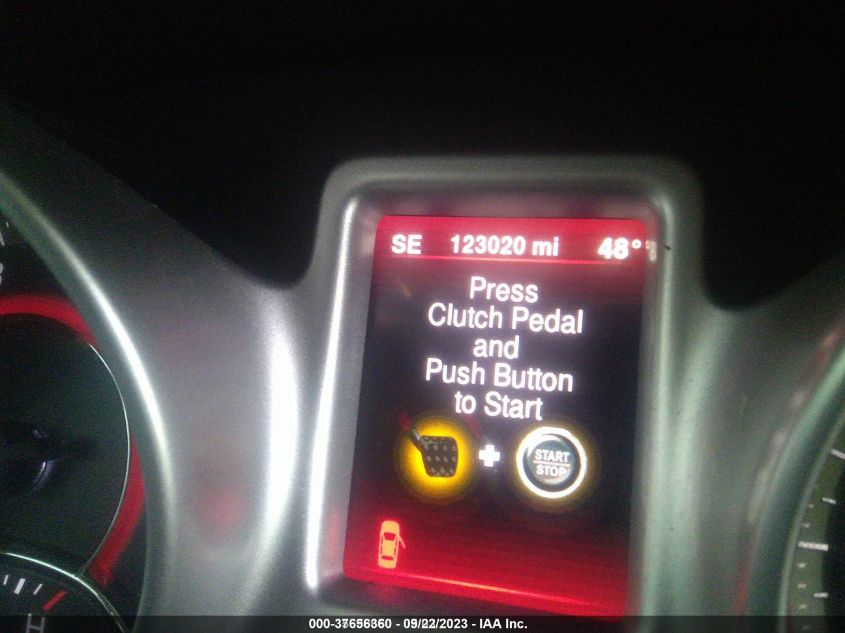 SE 123020 mi 48°
Press
Clutch Pedal
and
Push Button
to Start
START
STOP
H
000-37656360 - 09/22/2023 - IAA Inc.